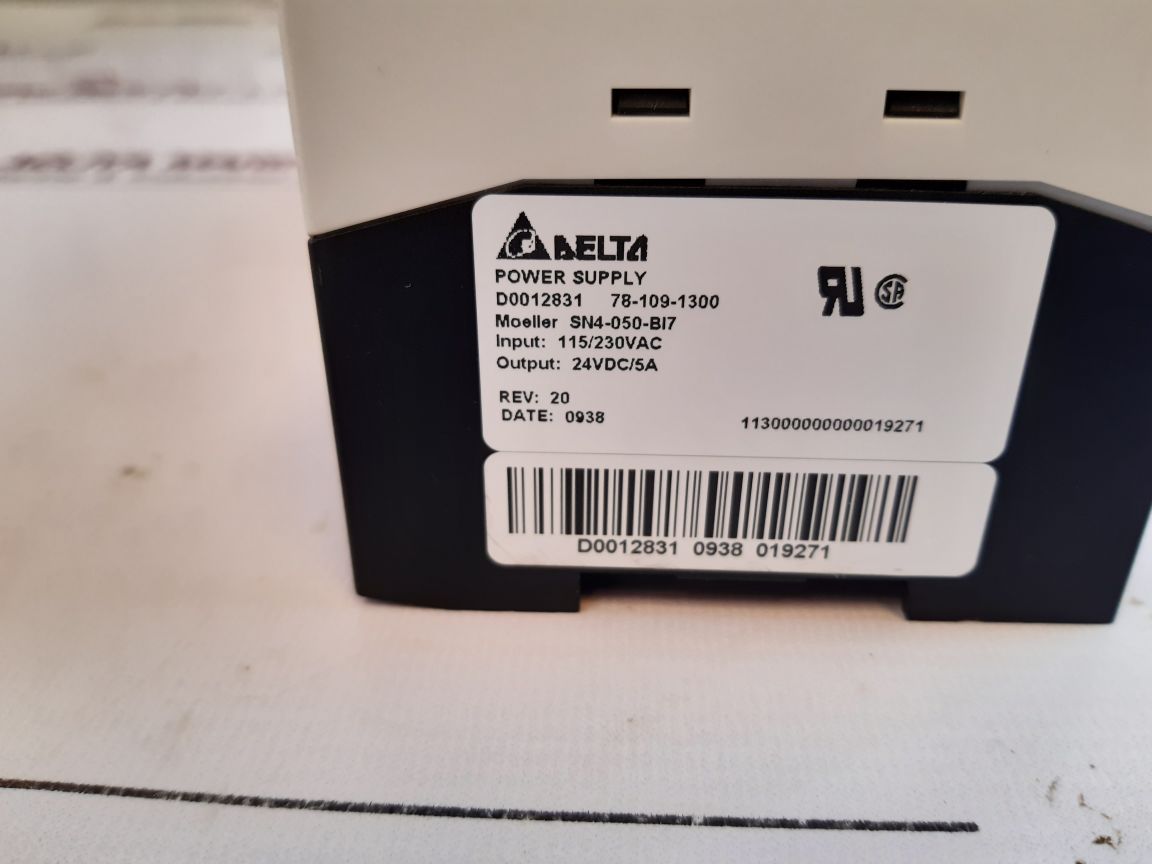 DELTA
POWER SUPPLY
D0012831 78-109-1300
Moeller SN4-050-BI7
Input: 115/230VAC
Output: 24VDC/5A
REV: 20
DATE: 0938
113000000000019271
D0012831 0938 019271